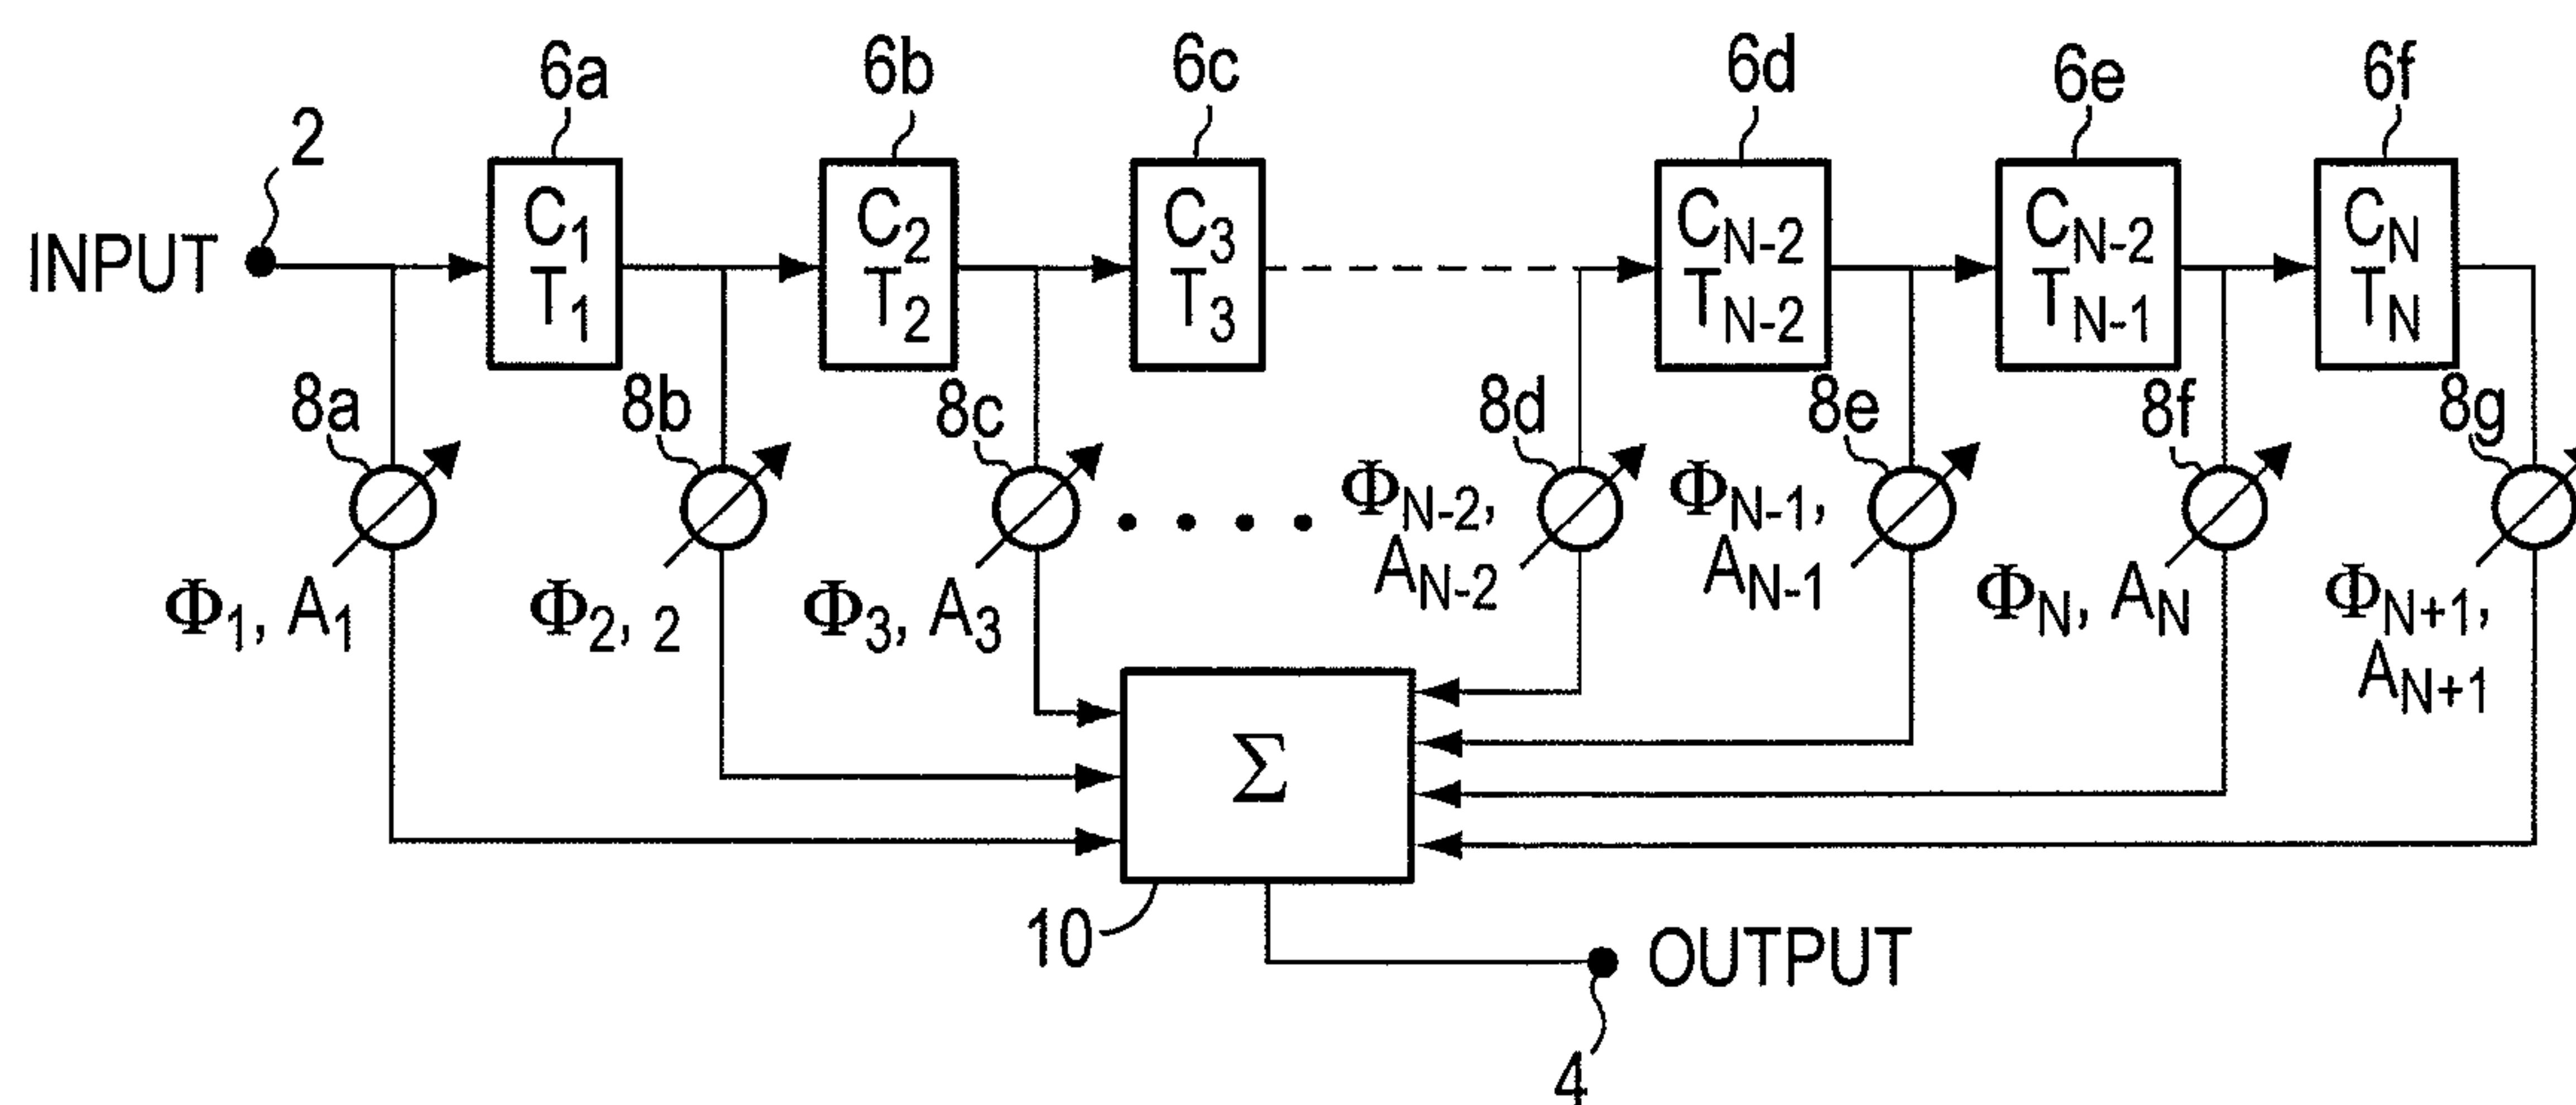 6a
6b
6c
6d
6e
6f
2
INPUT
C1
T1
C2
T2
C3
T3
CN-2
TN-2
CN-2
TN-1
CN
TN
8a
8b
8c
8d
8e
8f
8g
Φ1, A1
Φ2, 2
Φ3, A3
ΦN-2,
AN-2
ΦN-1,
AN-1
ΦN, AN
ΦN+1,
AN+1
Σ
10
OUTPUT
4